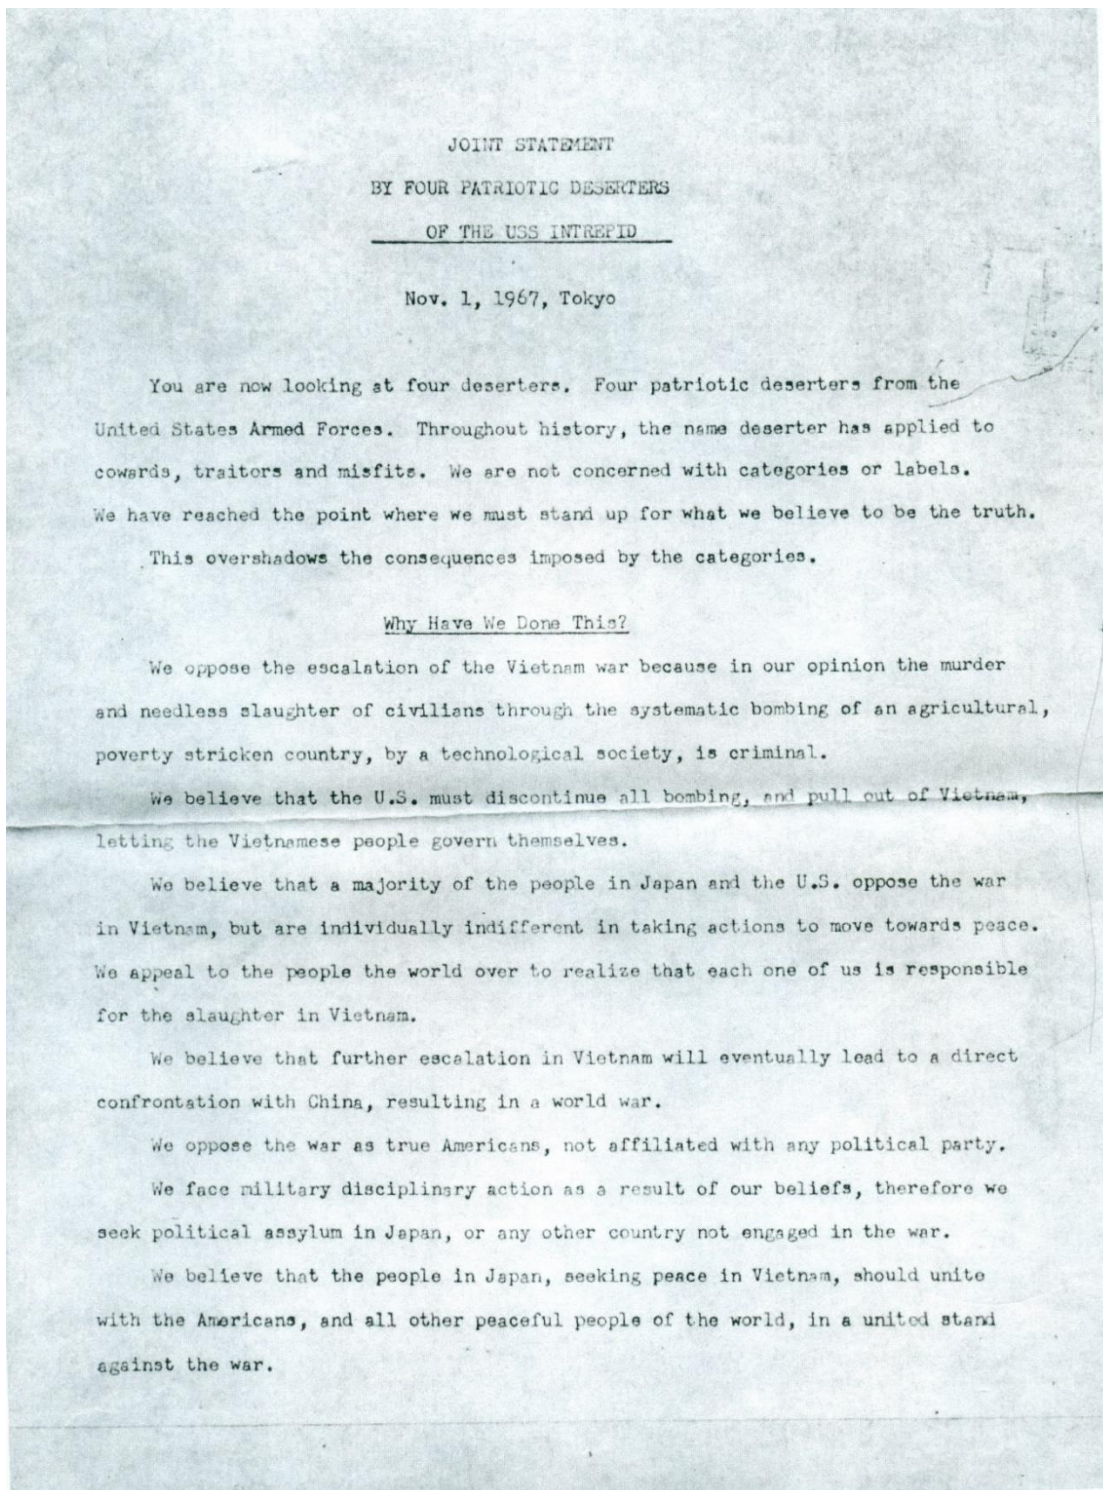 JOINT STATEMENT
BY FOUR PATRIOTIC DESERTERS
OF THE USS INTREPID
Nov. 1, 1967, Tokyo
You are now looking at four deserters. Four patriotic deserters from the
United States Armed Forces. Throughout history, the name deserter has applied to
cowards, traitors and misfits. We are not concerned with categories or labels.
We have reached the point where we must stand up for what we believe to be the truth.
This overshadows the consequences imposed by the categories.
Why Have We Done This?
We oppose the escalation of the Vietnam war because in our opinion the murder
and needless slaughter of civilians through the systematic bombing of an agricultural,
poverty stricken country, by a technological society, is criminal.
We believe that the U.S. must discontinue all bombing, and pull out of Vietnam,
letting the Vietnamese people govern themselves.
We believe that a majority of the people in Japan and the U.S. oppose the war
in Vietnam, but are individually indifferent in taking actions to move towards peace.
We appeal to the people the world over to realize that each one of us is responsible
for the slaughter in Vietnam.
We believe that further escalation in Vietnam will eventually lead to a direct
confrontation with China, resulting in a world war.
We oppose the war as true Americans, not affiliated with any political party.
We face military disciplinary action as a result of our beliefs, therefore we
seek political assylum in Japan, or any other country not engaged in the war.
We believe that the people in Japan, seeking peace in Vietnam, should unite
with the Americans, and all other peaceful people of the world, in a united stand
against the war.